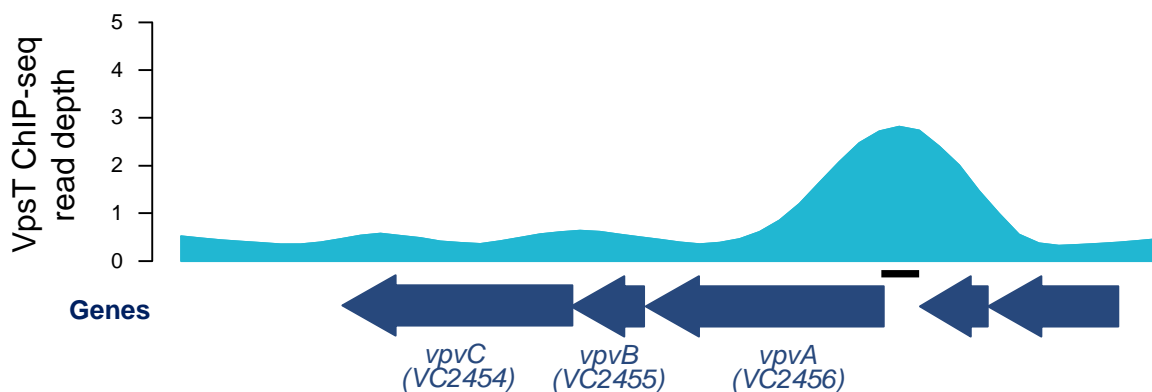 VpsT ChIP-seq
read depth
5
4
3
2
1
0
Genes
vpvC
(VC2454)
vpvB
(VC2455)
vpvA
(VC2456)